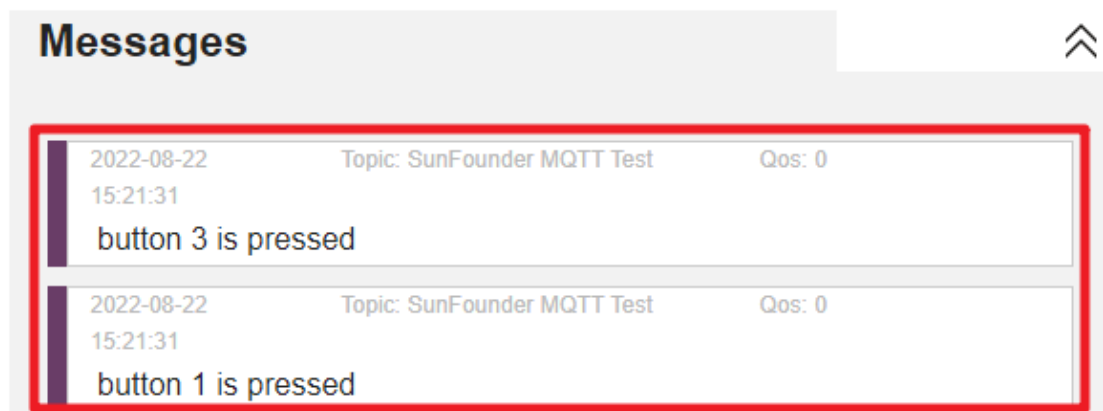 Messages
2022-08-22 Topic: SunFounder MQTT Test Qos: 0
15:21:31
button 3 is pressed
2022-08-22 Topic: SunFounder MQTT Test Qos: 0
15:21:31
button 1 is pressed